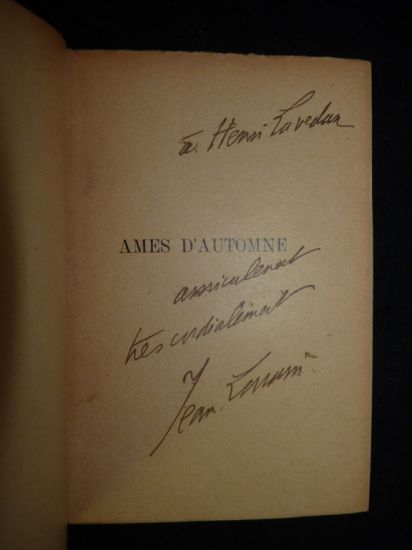 à Henri Lavedan
AMES D'AUTOMNE
amicalement
très cordialement
Jean Lorrain